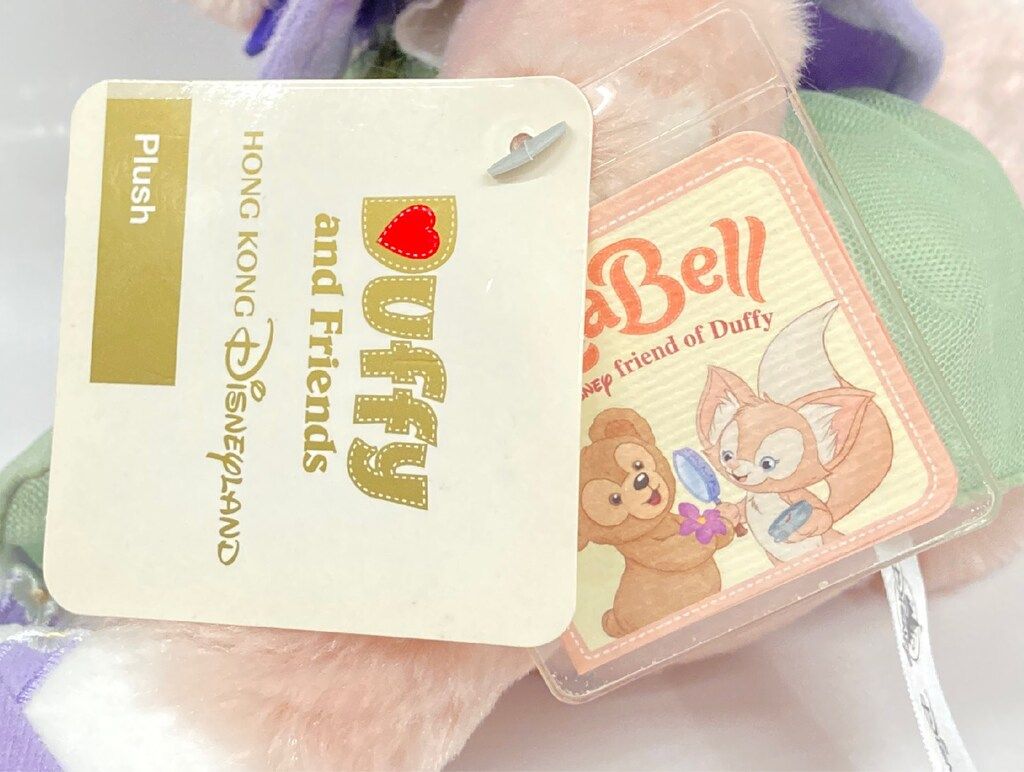 Duffy
and Friends
HONG KONG DISNEYLAND
Plush
aBell
friend of Duffy